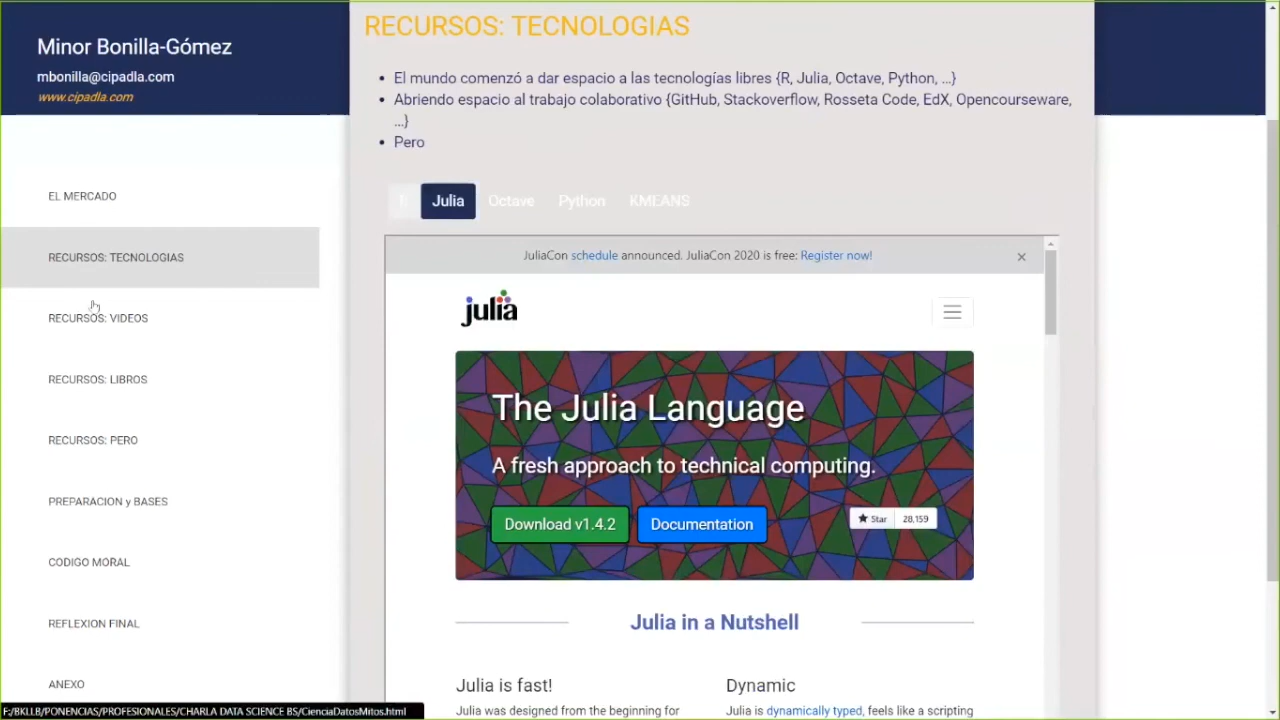 Minor Bonilla-Gómez
mbonilla@cipadla.com
www.cipadla.com
EL MERCADO
RECURSOS: TECNOLOGIAS
RECURSOS: VIDEOS
RECURSOS: LIBROS
RECURSOS: PERO
PREPARACION y BASES
CODIGO MORAL
REFLEXION FINAL
ANEXO
RECURSOS: TECNOLOGIAS
• El mundo comenzó a dar espacio a las tecnologías libres {R, Julia, Octave, Python, ...}
• Abriendo espacio al trabajo colaborativo {GitHub, Stackoverflow, Rosseta Code, EdX, Opencourseware,
...}
• Pero
R Julia Octave Python KMEANS
JuliaCon schedule announced. JuliaCon 2020 is free: Register now! ×
julia
The Julia Language
A fresh approach to technical computing.
Download v1.4.2 Documentation Star 28,159
Julia in a Nutshell
Julia is fast!
Julia was designed from the beginning for
Dynamic
Julia is dynamically typed, feels like a scripting
F:/BKLLB/PONENCIAS/PROFESIONALES/CHARLA DATA SCIENCE BS/CienciaDatosMitos.html